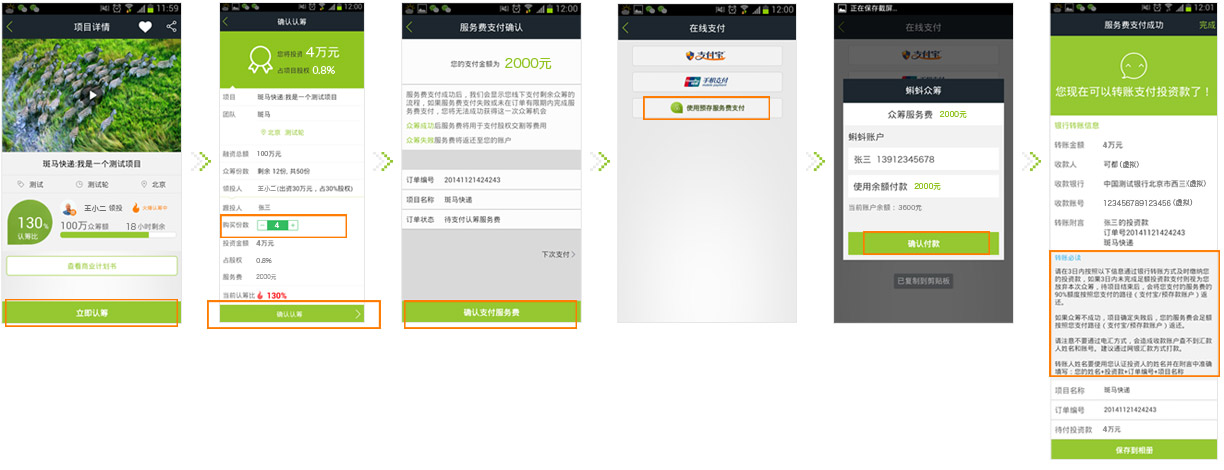 11:59
项目详情
斑马快递:我是一个测试项目
测试
测试轮
北京
130%
认筹比
王小二 领投
火爆认筹中
100万众筹额
18小时剩余
查看商业计划书
立即认筹
12:00
确认认筹
您将投资 4万元
占项目股权 0.8%
项目 斑马快递:我是一个测试项目
团队 斑马
北京 测试轮
融资总额 100万元
众筹份数 剩余 12份, 共50份
领投人 王小二(出资30万元，占30%股权)
跟投人 张三
购买份数 - 4 +
投资金额 4万元
占股权 0.8%
服务费 2000元
当前认筹比 130%
确认认筹
12:00
服务费支付确认
您的支付金额为 2000元
服务费支付成功后，我们会显示您线下支付剩余众筹的
流程，如果服务费支付失败或未在订单有限期内完成服
务费支付，您将无法成功获得这一次众筹机会
众筹成功后服务费将用于支付股权交割等费用
众筹失败服务费将返还至您的账户
订单编号 20141121424243
项目名称 斑马快递
订单状态 待支付认筹服务费
下次支付
确认支付服务费
12:00
在线支付
支付宝
手机支付
mobile payment
使用预存服务费支付
正在保存截屏...
在线支付
蝌蚪众筹
众筹服务费 2000元
蝌蚪账户
张三 13912345678
使用余额付款 2000元
当前账户余额：3600元
确认付款
已复制到剪贴板
12:01
服务费支付成功
完成
您现在可以转账支付投资款了！
银行转账信息
转账金额 4万元
收款人 可都(虚拟)
收款银行 中国测试银行北京市西三(虚拟)
收款账号 123456789123456 (虚拟)
转账附言 张三的投资款
订单号20141121424243
斑马快递
转账必读
请在3日内按照以下信息通过银行转账方式及时缴纳您
的投资款，如果3日内未完成足额投资款支付则视为您
放弃本次众筹，待项目结束后，会将您支付的服务费的
90%额度按照您支付的路径（支付宝/预存款账户）返
还。
如果众筹不成功，项目确定失败后，您的服务费会足额
按照您支付路径（支付宝/预存款账户）返还。
请注意不要通过电汇方式，会造成收款账户查不到汇款
人姓名和账号。建议通过网银汇款方式打款。
转账人姓名要使用您认证投资人的姓名并在附言中准确
填写：您的姓名+投资款+订单编号+项目名称
项目名称 斑马快递
订单编号 20141121424243
待付投资款 4万元
保存到相册